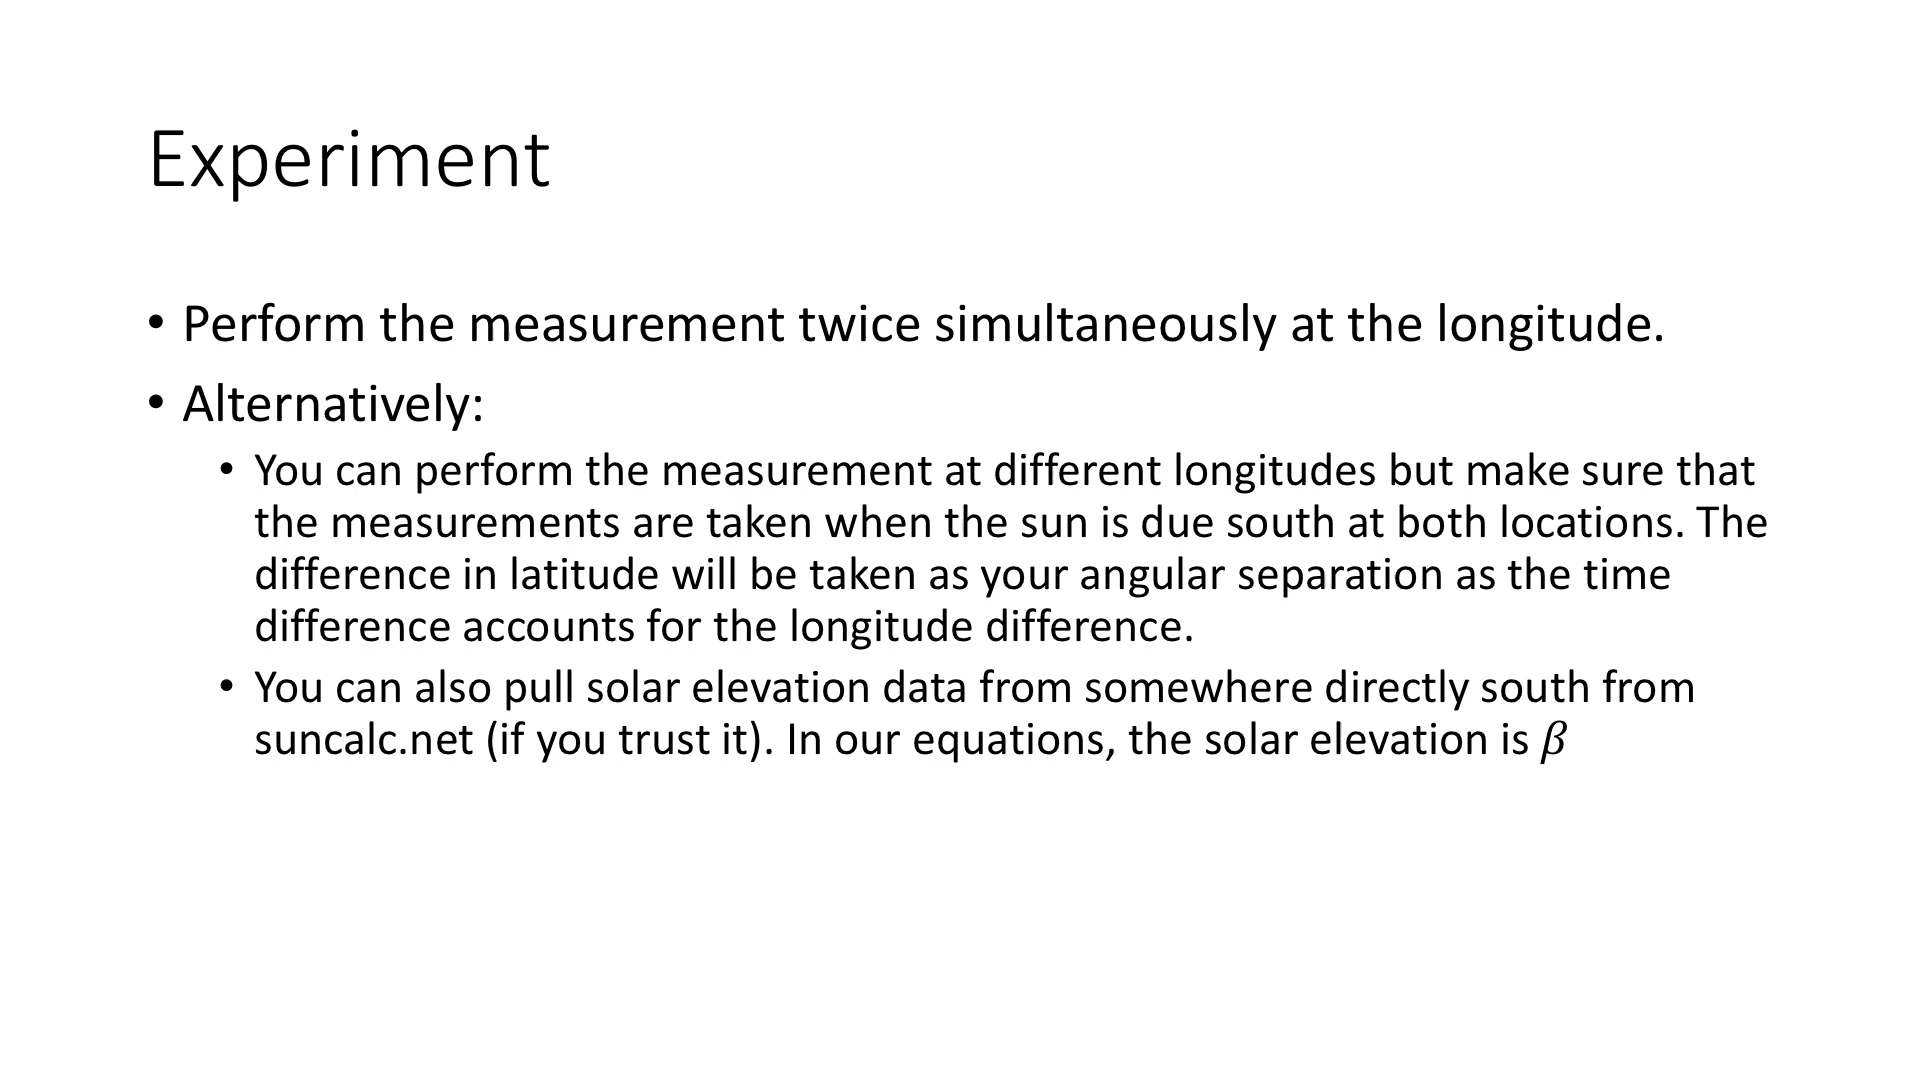 Experiment
• Perform the measurement twice simultaneously at the longitude.
• Alternatively:
• You can perform the measurement at different longitudes but make sure that
the measurements are taken when the sun is due south at both locations. The
difference in latitude will be taken as your angular separation as the time
difference accounts for the longitude difference.
• You can also pull solar elevation data from somewhere directly south from
suncalc.net (if you trust it). In our equations, the solar elevation is β